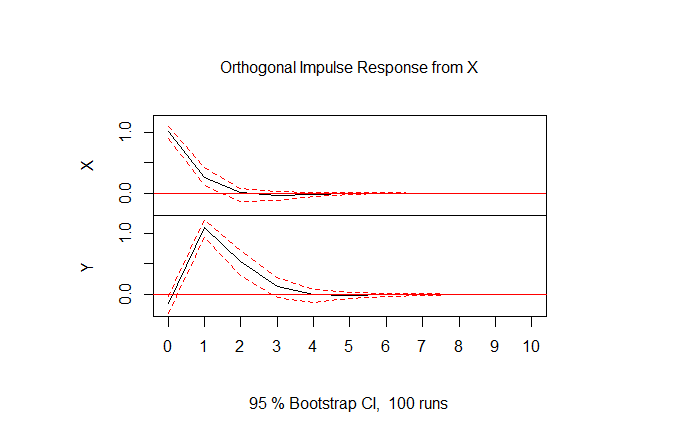 Orthogonal Impulse Response from X
X
1.0
0.0
Y
1.0
0.0
0 1 2 3 4 5 6 7 8 9 10
95 % Bootstrap CI, 100 runs